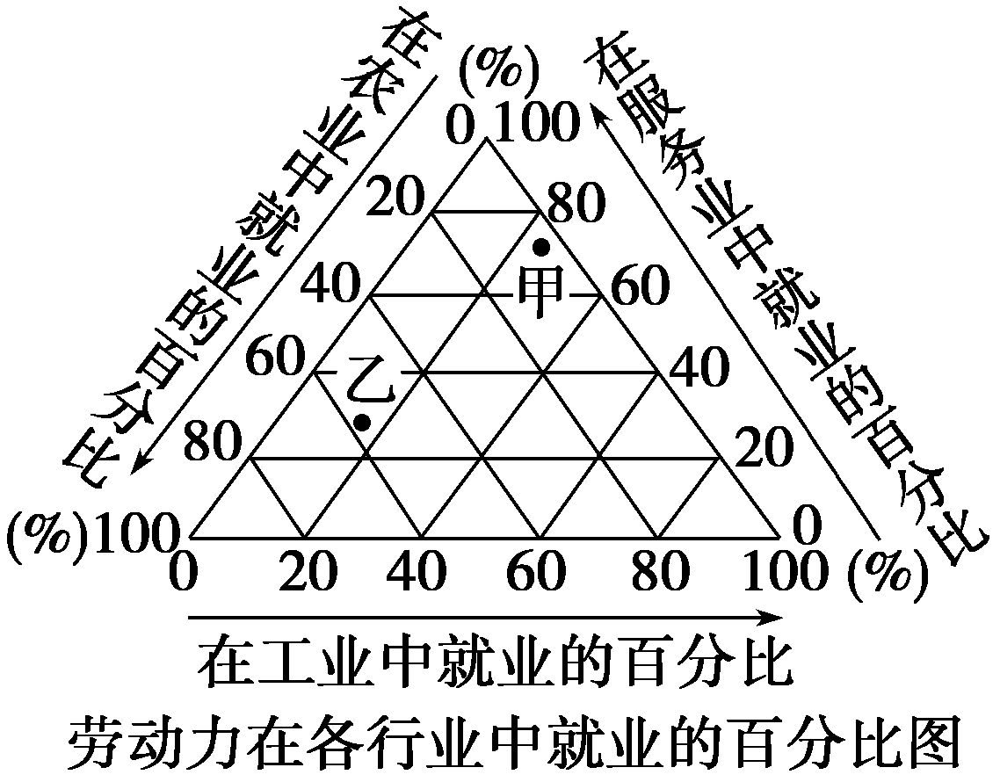 在农业中就业的百分比
(%)
在服务业中就业的百分比
0 100
20 80
甲
40 60
60 乙 40
80 20
(%)100 0
0 20 40 60 80 100 (%)
在工业中就业的百分比
劳动力在各行业中就业的百分比图